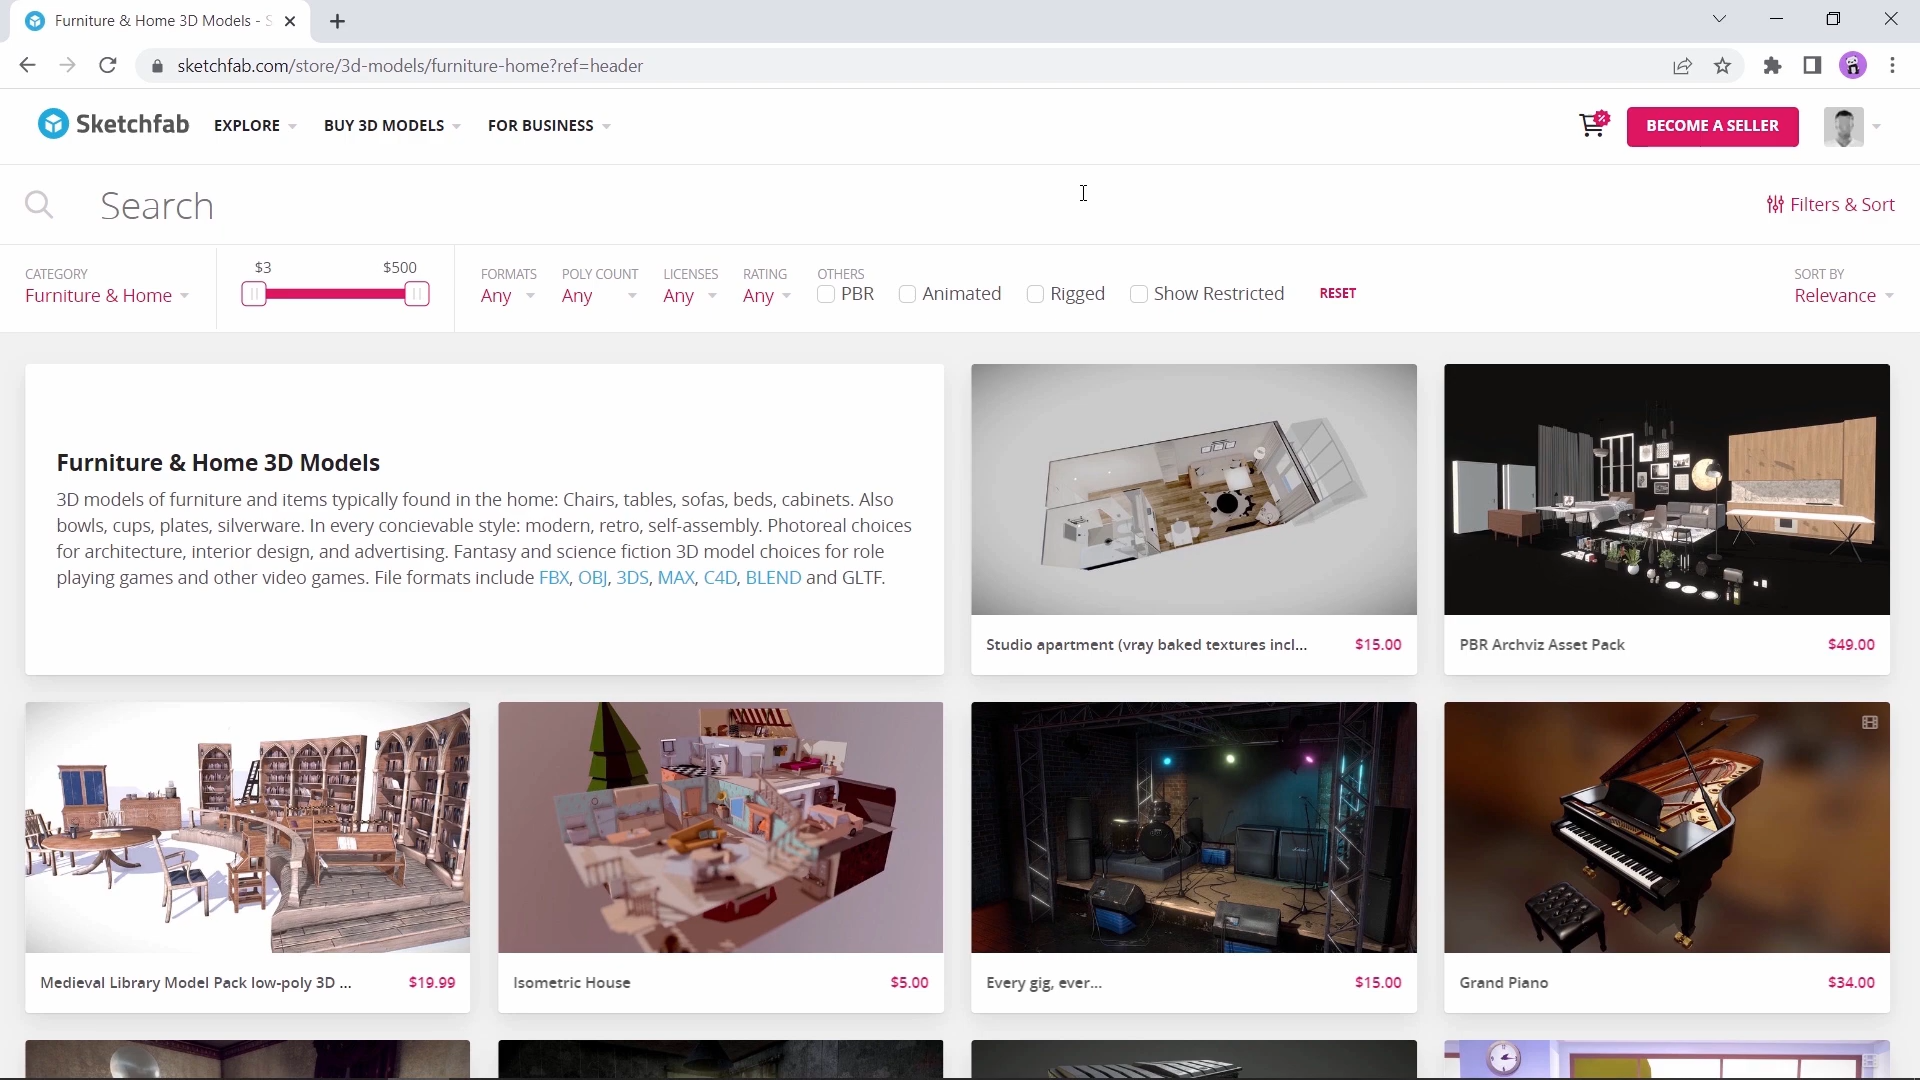 Furniture & Home 3D Models - S
sketchfab.com/store/3d-models/furniture-home?ref=header
Sketchfab
EXPLORE
BUY 3D MODELS
FOR BUSINESS
BECOME A SELLER
Search
Filters & Sort
CATEGORY
Furniture & Home
$3
$500
FORMATS
Any
POLY COUNT
Any
LICENSES
Any
RATING
Any
OTHERS
PBR
Animated
Rigged
Show Restricted
RESET
SORT BY
Relevance
Furniture & Home 3D Models
3D models of furniture and items typically found in the home: Chairs, tables, sofas, beds, cabinets. Also
bowls, cups, plates, silverware. In every concievable style: modern, retro, self-assembly. Photoreal choices
for architecture, interior design, and advertising. Fantasy and science fiction 3D model choices for role
playing games and other video games. File formats include FBX, OBJ, 3DS, MAX, C4D, BLEND and GLTF.
Studio apartment (vray baked textures incl...
$15.00
PBR Archviz Asset Pack
$49.00
Medieval Library Model Pack low-poly 3D ...
$19.99
Isometric House
$5.00
Every gig, ever...
$15.00
Grand Piano
$34.00